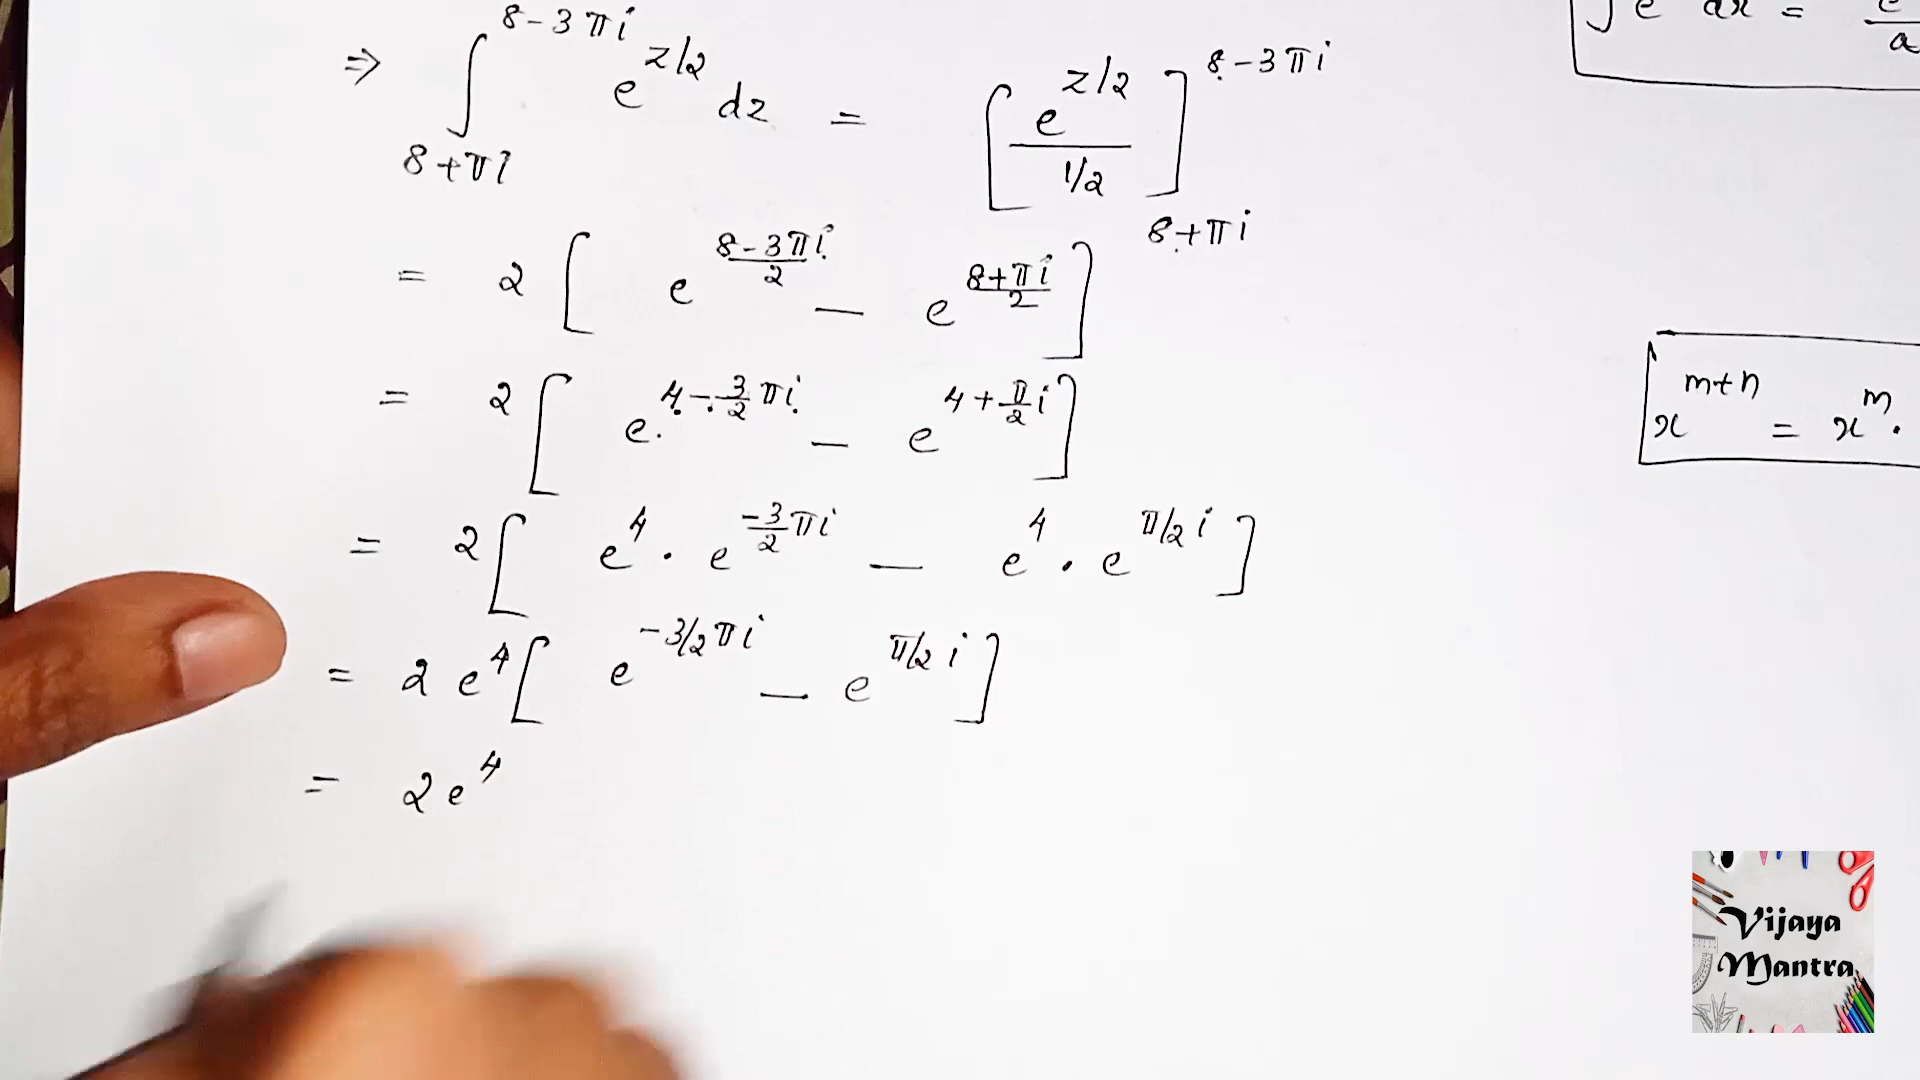 ⇒ ∫_{8+πi}^{8-3πi} e^{z/2} dz = [e^{z/2} / 1/2]_{8+πi}^{8-3πi}
= 2 [ e^{(8-3πi)/2} - e^{(8+πi)/2} ]
= 2 [ e^{4-3/2 πi} - e^{4+π/2 i} ]
= 2 [ e^4 · e^{-3/2 πi} - e^4 · e^{π/2 i} ]
= 2 e^4 [ e^{-3/2 πi} - e^{π/2 i} ]
= 2 e^4
x^{m+n} = x^m ·
Vijaya
Mantra